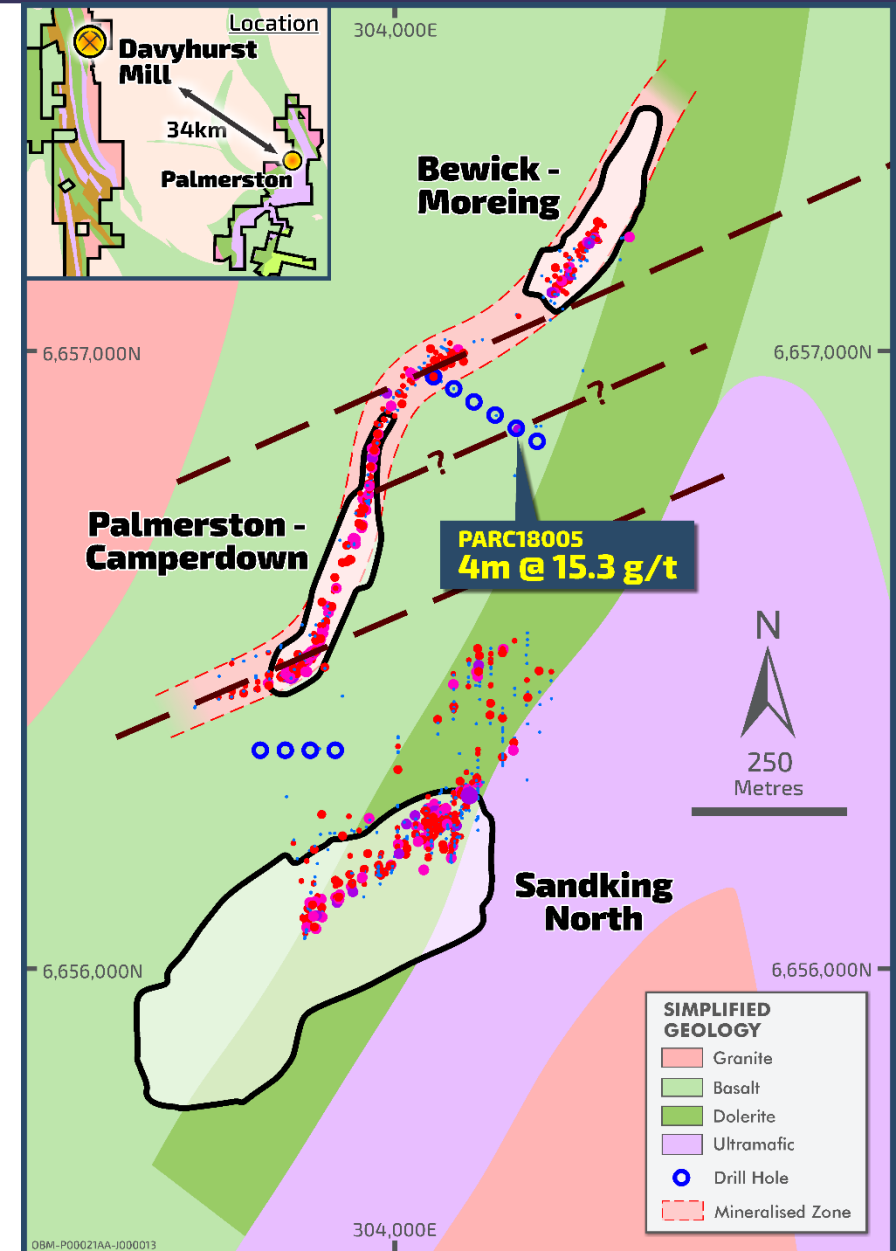 Location
Davyhurst
Mill
34km
Palmerston
304,000E
Bewick -
Moreing
6,657,000N
6,657,000N
?
?
Palmerston -
Camperdown
PARC18005
4m @ 15.3 g/t
N
250
Metres
Sandking
North
6,656,000N
6,656,000N
SIMPLIFIED
GEOLOGY
Granite
Basalt
Dolerite
Ultramafic
Drill Hole
Mineralised Zone
304,000E
OBM-P00021AA-J000013